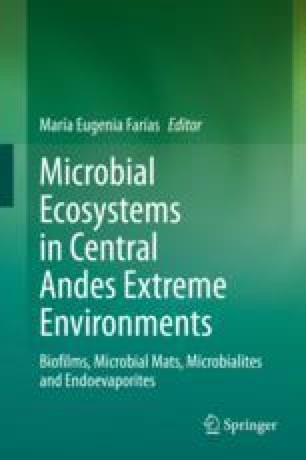 María Eugenia Farías Editor
Microbial
Ecosystems
in Central
Andes Extreme
Environments
Biofilms, Microbial Mats, Microbialites
and Endoevaporites
Springer